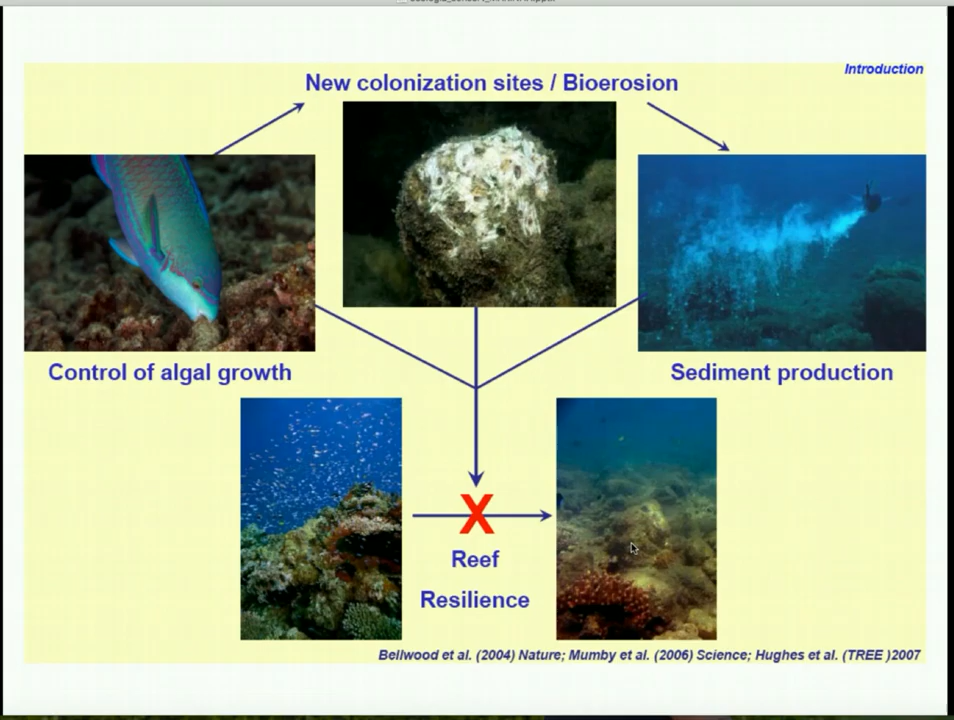 Introduction
New colonization sites / Bioerosion
Control of algal growth
Sediment production
X
Reef
Resilience
Bellwood et al. (2004) Nature; Mumby et al. (2006) Science; Hughes et al. (TREE )2007